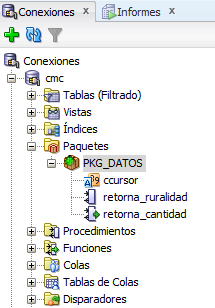 Conexiones Informes
Conexiones
cmc
Tablas (Filtrado)
Vistas
Índices
Paquetes
PKG_DATOS
ccursor
retorna_ruralidad
retorna_cantidad
Procedimientos
Funciones
Colas
Tablas de Colas
Disparadores